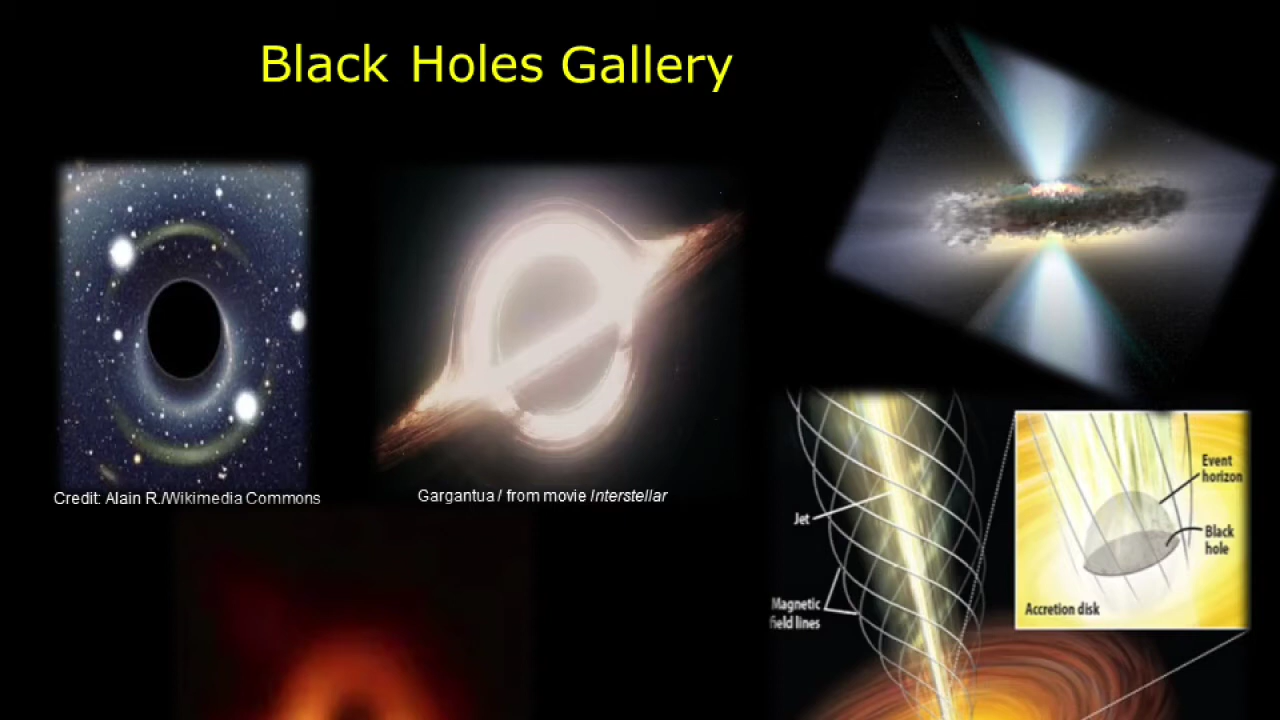 Black Holes Gallery
Credit: Alain R./Wikimedia Commons
Gargantua / from movie Interstellar
Jet
Magnetic
field lines
Event
horizon
Black
hole
Accretion disk